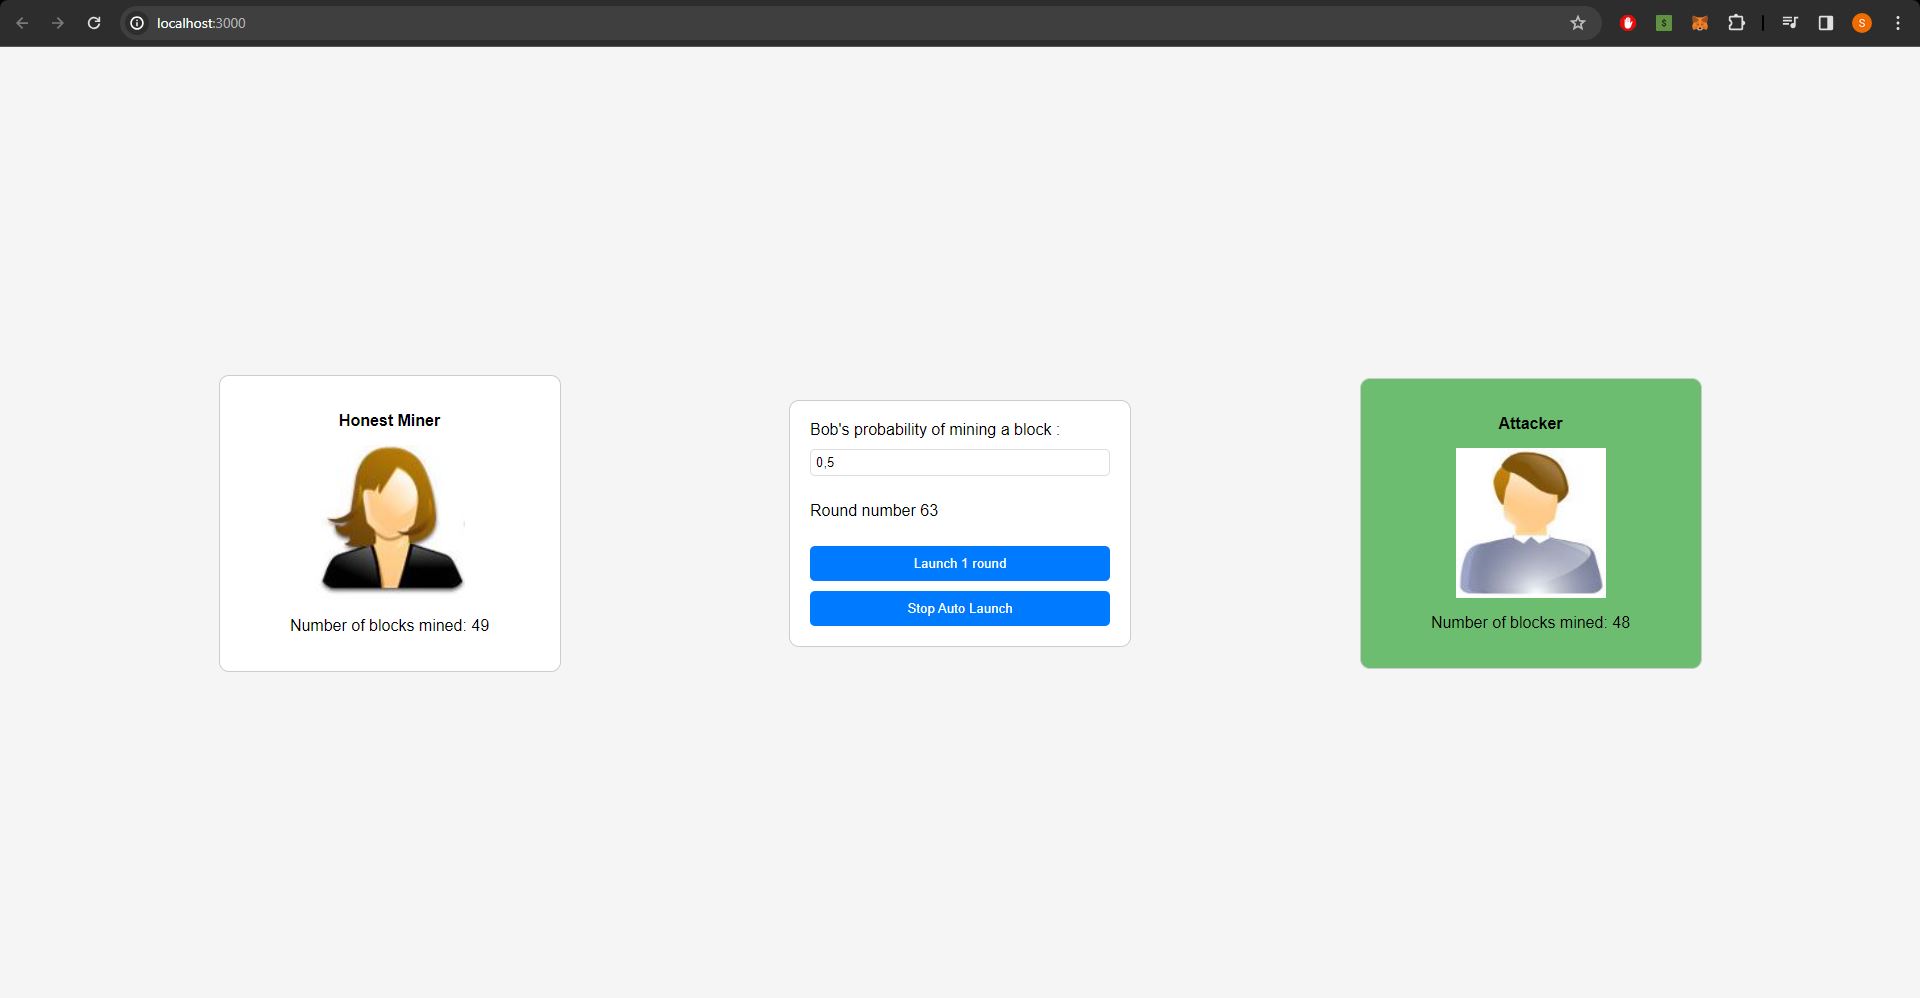 localhost:3000
S
Honest Miner
Number of blocks mined: 49
Bob's probability of mining a block :
0,5
Round number 63
Launch 1 round
Stop Auto Launch
Attacker
Number of blocks mined: 48